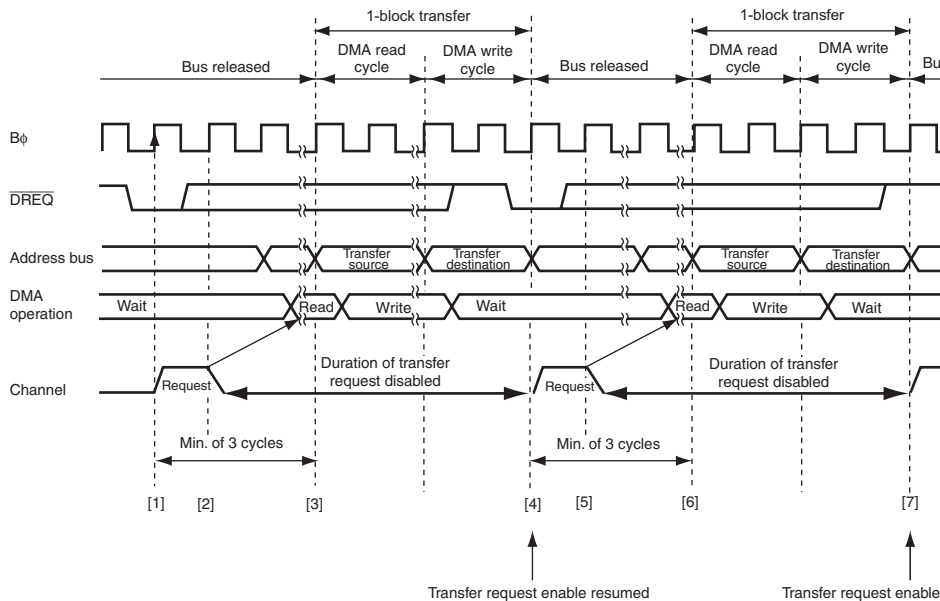 1-block transfer
1-block transfer
DMA read cycle
DMA write cycle
DMA read cycle
DMA write cycle
Bus released
Bus released
Bu
Bϕ
DREQ
Address bus
Transfer source
Transfer destination
Transfer source
Transfer destination
DMA operation
Wait
Read
Write
Wait
Read
Write
Wait
Channel
Request
Duration of transfer request disabled
Request
Duration of transfer request disabled
Min. of 3 cycles
Min. of 3 cycles
[1]
[2]
[3]
[4]
[5]
[6]
[7]
Transfer request enable resumed
Transfer request enable